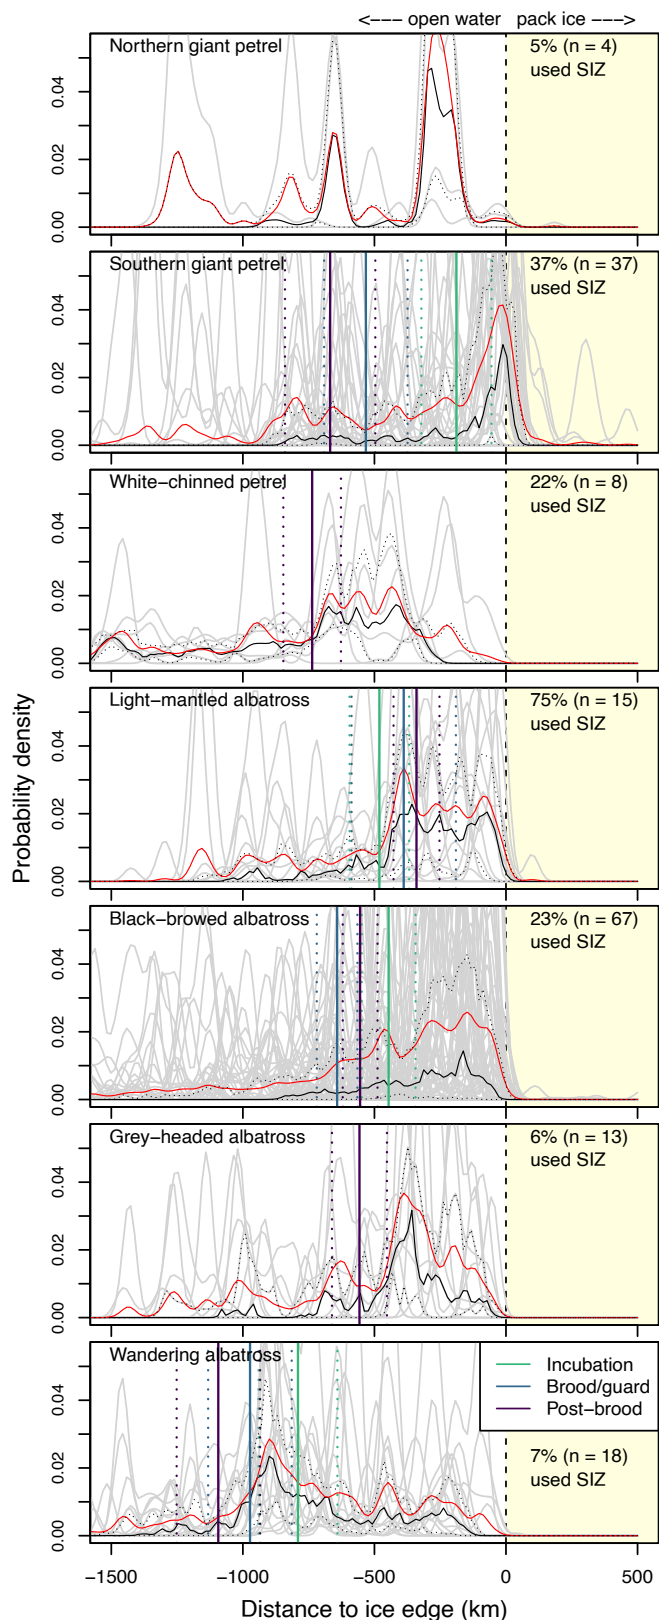 <−−− open water pack ice −−−>
Northern giant petrel
5% (n = 4)
used SIZ
0.00 0.02 0.04
Southern giant petrel
37% (n = 37)
used SIZ
0.00 0.02 0.04
White−chinned petrel
22% (n = 8)
used SIZ
0.00 0.02 0.04
Light−mantled albatross
75% (n = 15)
used SIZ
0.00 0.02 0.04
Probability density
Black−browed albatross
23% (n = 67)
used SIZ
0.00 0.02 0.04
Grey−headed albatross
6% (n = 13)
used SIZ
0.00 0.02 0.04
Wandering albatross
Incubation
Brood/guard
Post−brood
7% (n = 18)
used SIZ
0.00 0.02 0.04
−1500 −1000 −500 0 500
Distance to ice edge (km)